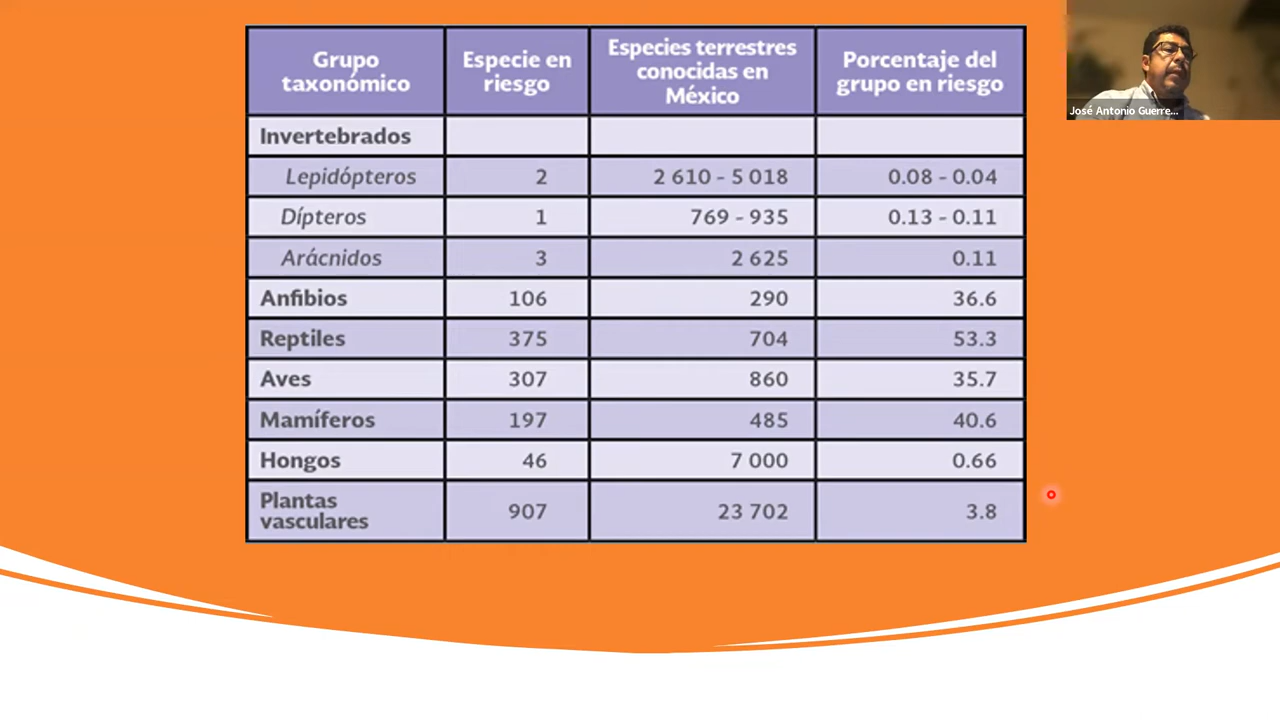 Grupo taxonómico	Especie en riesgo	Especies terrestres conocidas en México	Porcentaje del grupo en riesgo
Invertebrados
Lepidópteros	2	2 610 - 5 018	0.08 - 0.04
Dípteros	1	769 - 935	0.13 - 0.11
Arácnidos	3	2 625	0.11
Anfibios	106	290	36.6
Reptiles	375	704	53.3
Aves	307	860	35.7
Mamíferos	197	485	40.6
Hongos	46	7 000	0.66
Plantas vasculares	907	23 702	3.8
José Antonio Guerre...